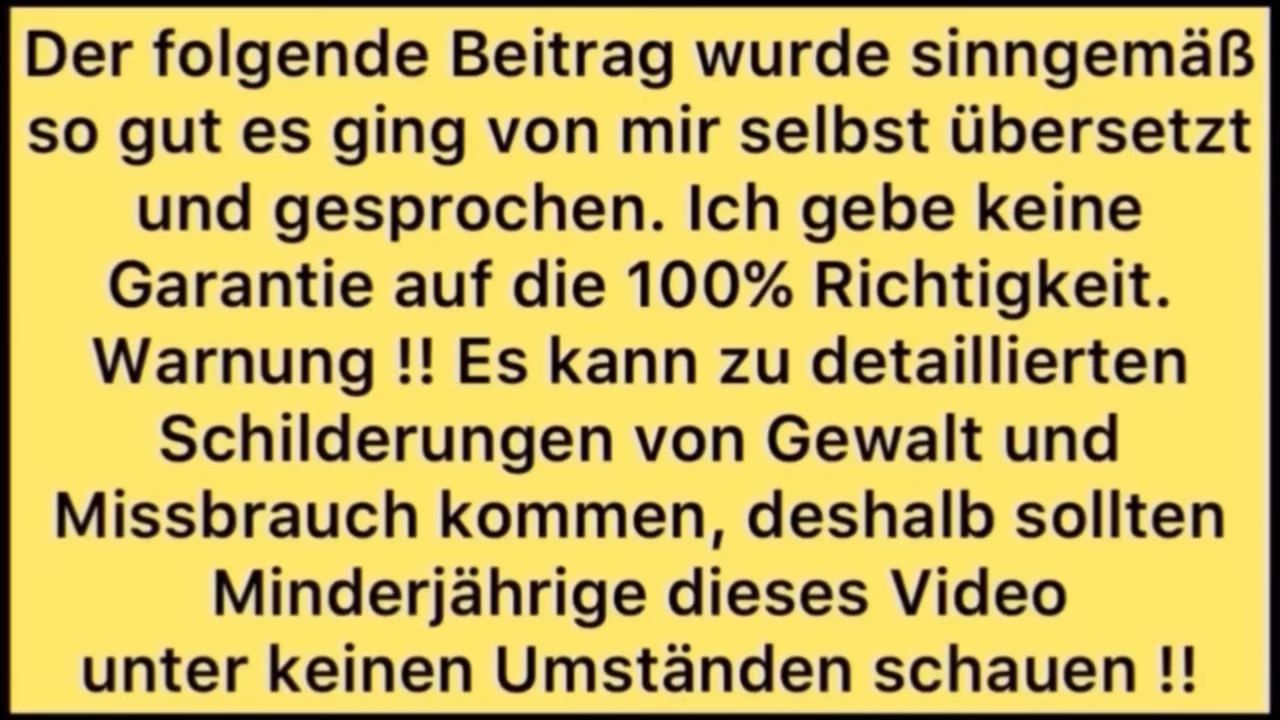 Der folgende Beitrag wurde sinngemäß
so gut es ging von mir selbst übersetzt
und gesprochen. Ich gebe keine
Garantie auf die 100% Richtigkeit.
Warnung !! Es kann zu detaillierten
Schilderungen von Gewalt und
Missbrauch kommen, deshalb sollten
Minderjährige dieses Video
unter keinen Umständen schauen !!